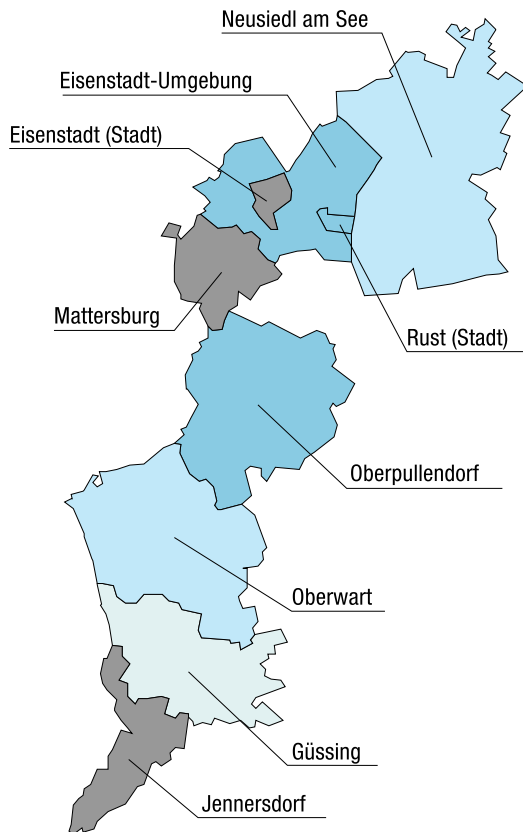 Neusiedl am See
Eisenstadt-Umgebung
Eisenstadt (Stadt)
Mattersburg
Rust (Stadt)
Oberpullendorf
Oberwart
Güssing
Jennersdorf